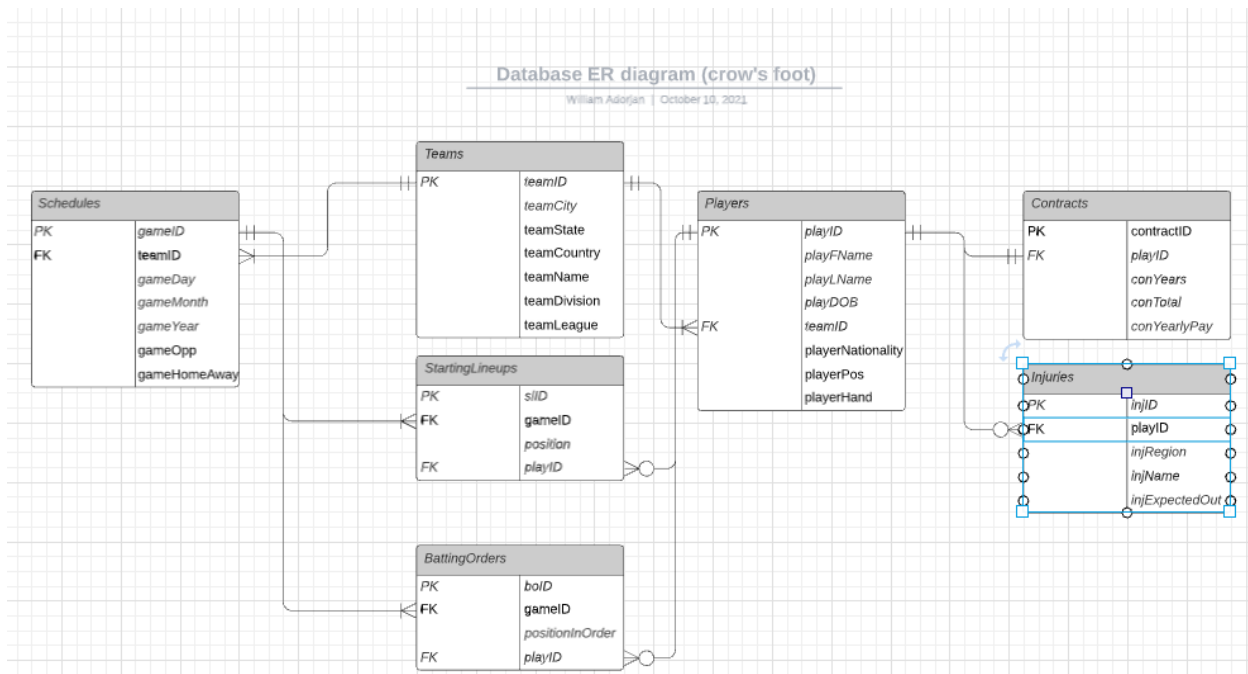 Database ER diagram (crow's foot)
William Adorjan | October 10, 2021
Schedules
PK gameID
FK teamID
gameDay
gameMonth
gameYear
gameOpp
gameHomeAway
Teams
PK teamID
teamCity
teamState
teamCountry
teamName
teamDivision
teamLeague
StartingLineups
PK slID
FK gameID
position
FK playID
BattingOrders
PK boID
FK gameID
positionInOrder
FK playID
Players
PK playID
playFName
playLName
playDOB
FK teamID
playerNationality
playerPos
playerHand
Contracts
PK contractID
FK playID
conYears
conTotal
conYearlyPay
Injuries
PK injID
FK playID
injRegion
injName
injExpectedOut